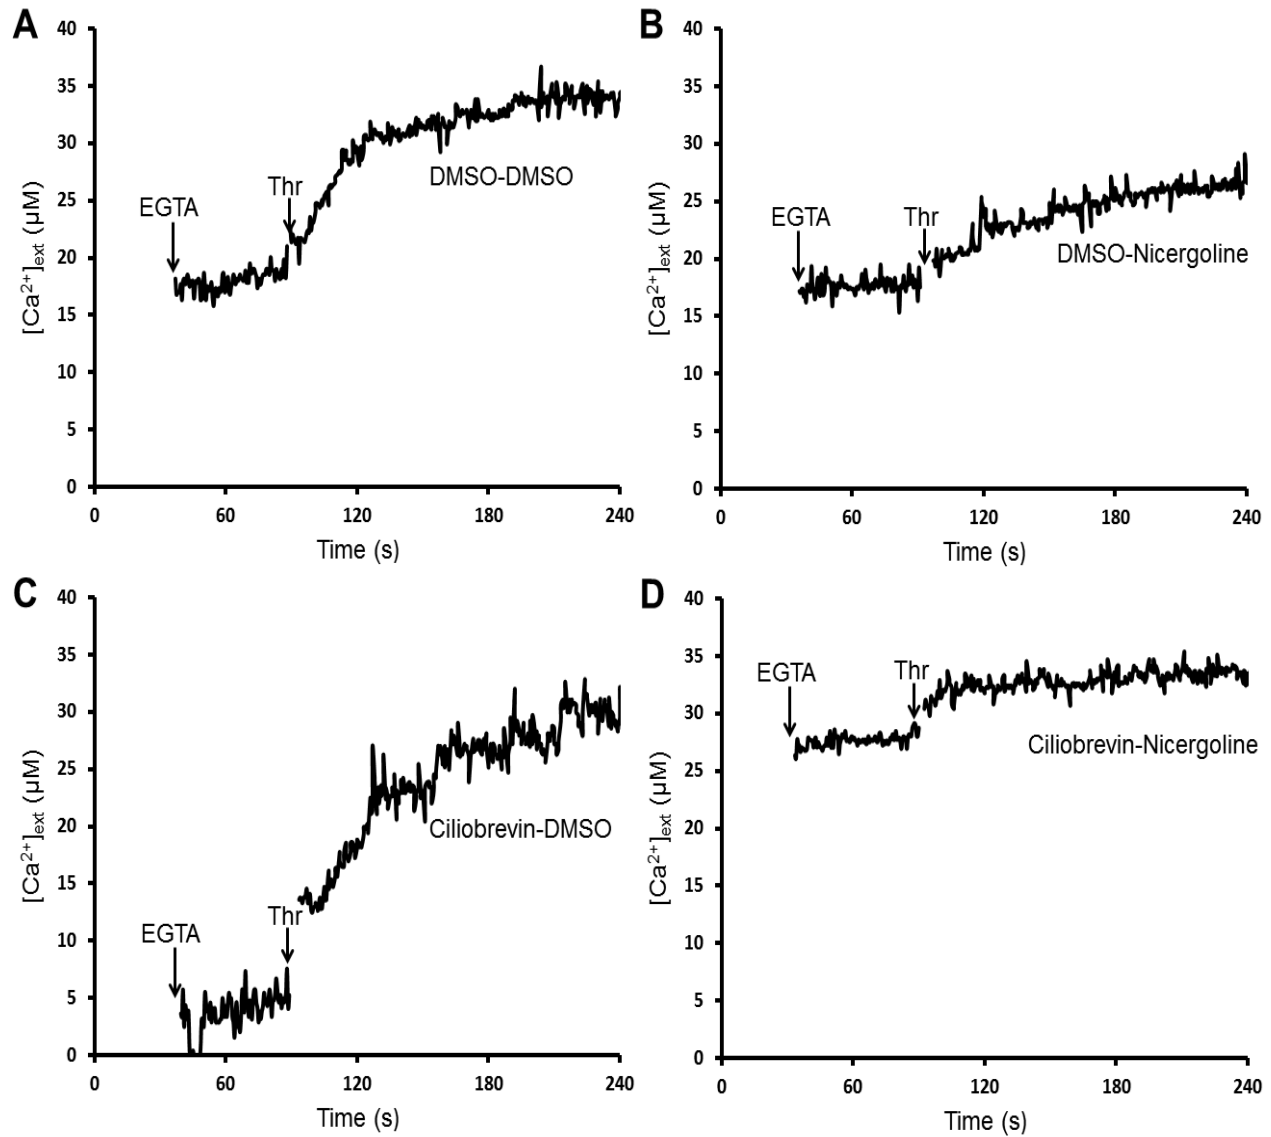 A
40
35
30
25
20
15
10
5
0
[Ca²⁺]ext (µM)
EGTA
Thr
DMSO-DMSO
0 60 120 180 240
Time (s)
B
40
35
30
25
20
15
10
5
0
[Ca²⁺]ext (µM)
EGTA
Thr
DMSO-Nicergoline
0 60 120 180 240
Time (s)
C
40
35
30
25
20
15
10
5
0
[Ca²⁺]ext (µM)
EGTA
Thr
Ciliobrevin-DMSO
0 60 120 180 240
Time (s)
D
40
35
30
25
20
15
10
5
0
[Ca²⁺]ext (µM)
EGTA
Thr
Ciliobrevin-Nicergoline
0 60 120 180 240
Time (s)